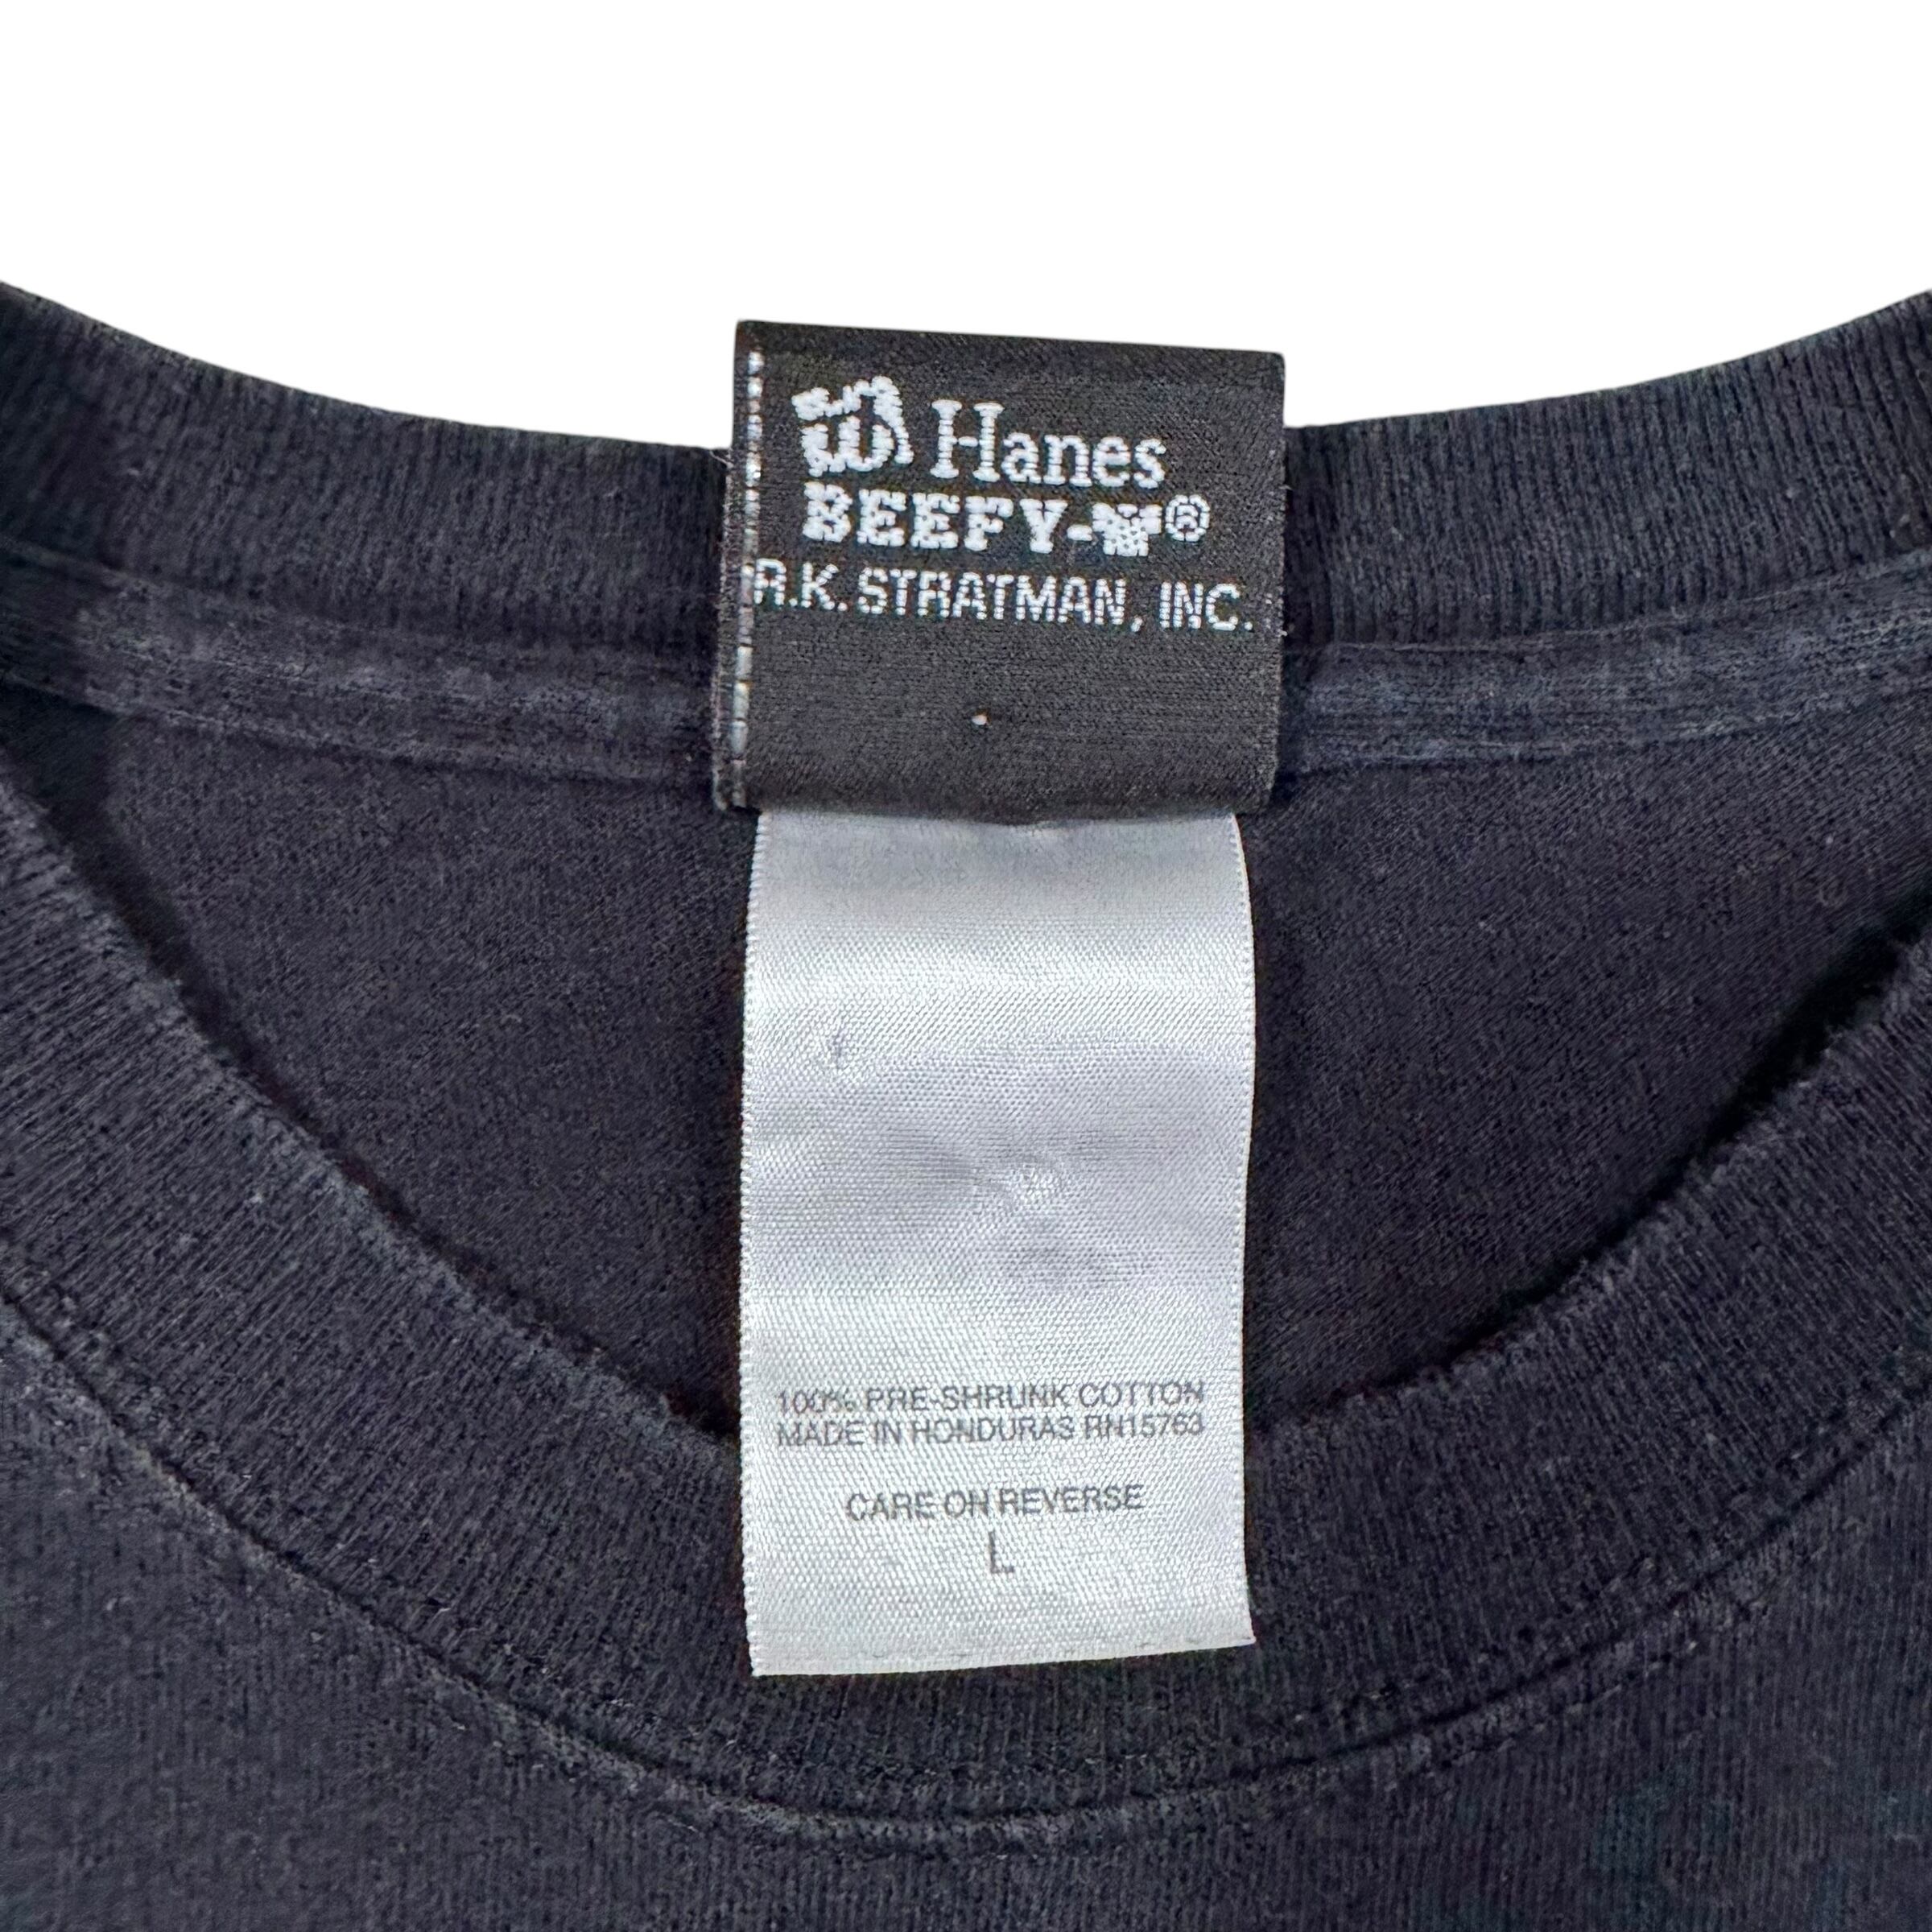 Hanes
BEEFY-T®
R.K. STRATMAN, INC.
100% PRE-SHRUNK COTTON
MADE IN HONDURAS RN15763
CARE ON REVERSE
L